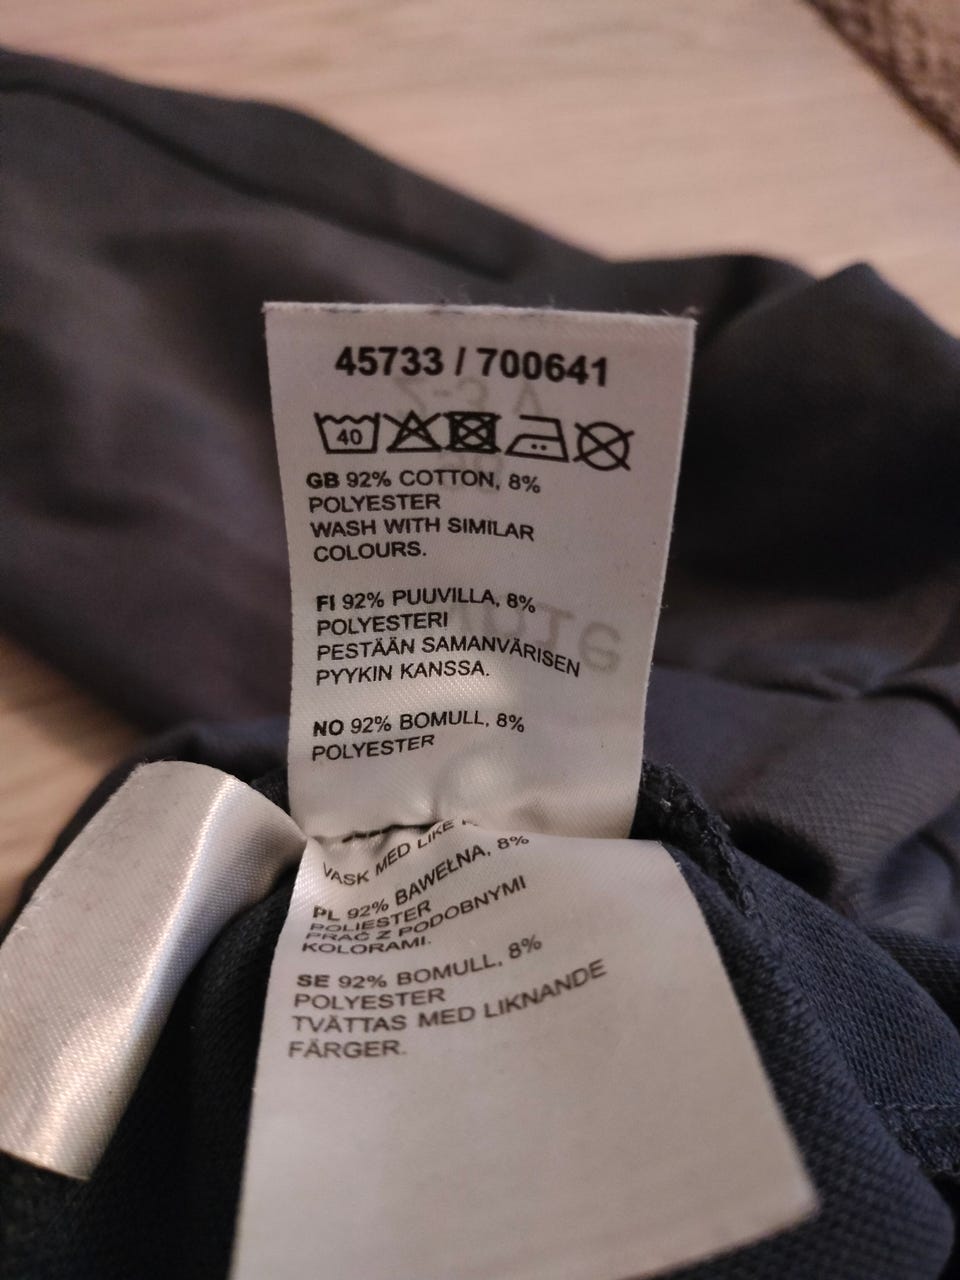 45733 / 700641
40
GB 92% COTTON, 8%
POLYESTER
WASH WITH SIMILAR
COLOURS.
FI 92% PUUVILLA, 8%
POLYESTERI
PESTÄÄN SAMANVÄRISEN
PYYKIN KANSSA.
NO 92% BOMULL, 8%
POLYESTER
VASK MED LIKE
PL 92% BAWEŁNA, 8%
POLIESTER
PRAĆ Z PODOBNYMI
KOLORAMI.
SE 92% BOMULL, 8%
POLYESTER
TVÄTTAS MED LIKNANDE
FÄRGER.